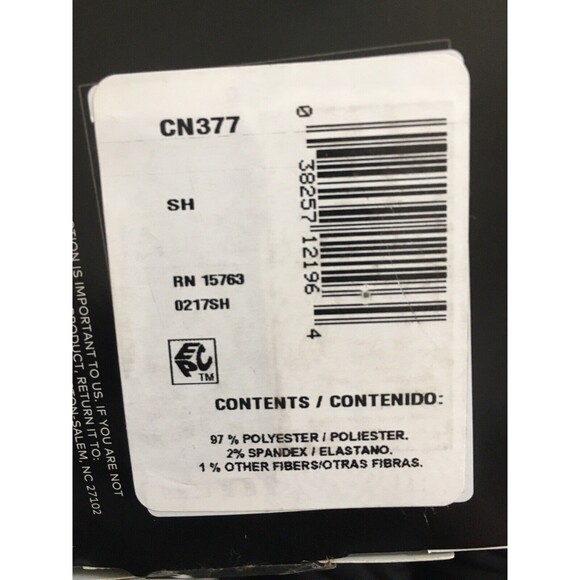 CN377
SH
RN 15763
0217SH
EPC
TM
0 38257 12196 4
CONTENTS / CONTENIDO:
97 % POLYESTER / POLIESTER.
2% SPANDEX / ELASTANO.
1 % OTHER FIBERS/OTRAS FIBRAS.
IS IMPORTANT TO US. IF YOU ARE NOT
PRODUCT, RETURN IT TO:
-SALEM, NC 27102